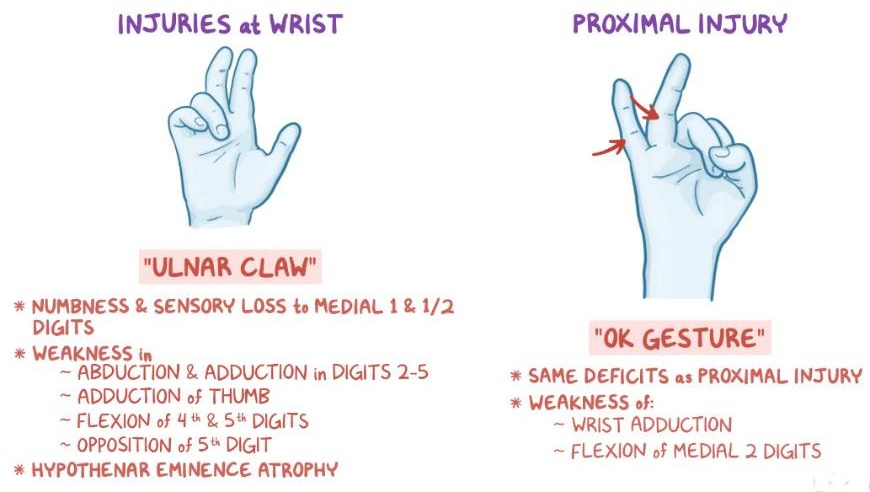 INJURIES at WRIST
"ULNAR CLAW"
* NUMBNESS & SENSORY LOSS to MEDIAL 1 & 1/2
DIGITS
* WEAKNESS in
~ ABDUCTION & ADDUCTION in DIGITS 2-5
~ ADDUCTION of THUMB
~ FLEXION of 4th & 5th DIGITS
~ OPPOSITION of 5th DIGIT
* HYPOTHENAR EMINENCE ATROPHY
PROXIMAL INJURY
"OK GESTURE"
* SAME DEFICITS as PROXIMAL INJURY
* WEAKNESS of:
~ WRIST ADDUCTION
~ FLEXION of MEDIAL 2 DIGITS